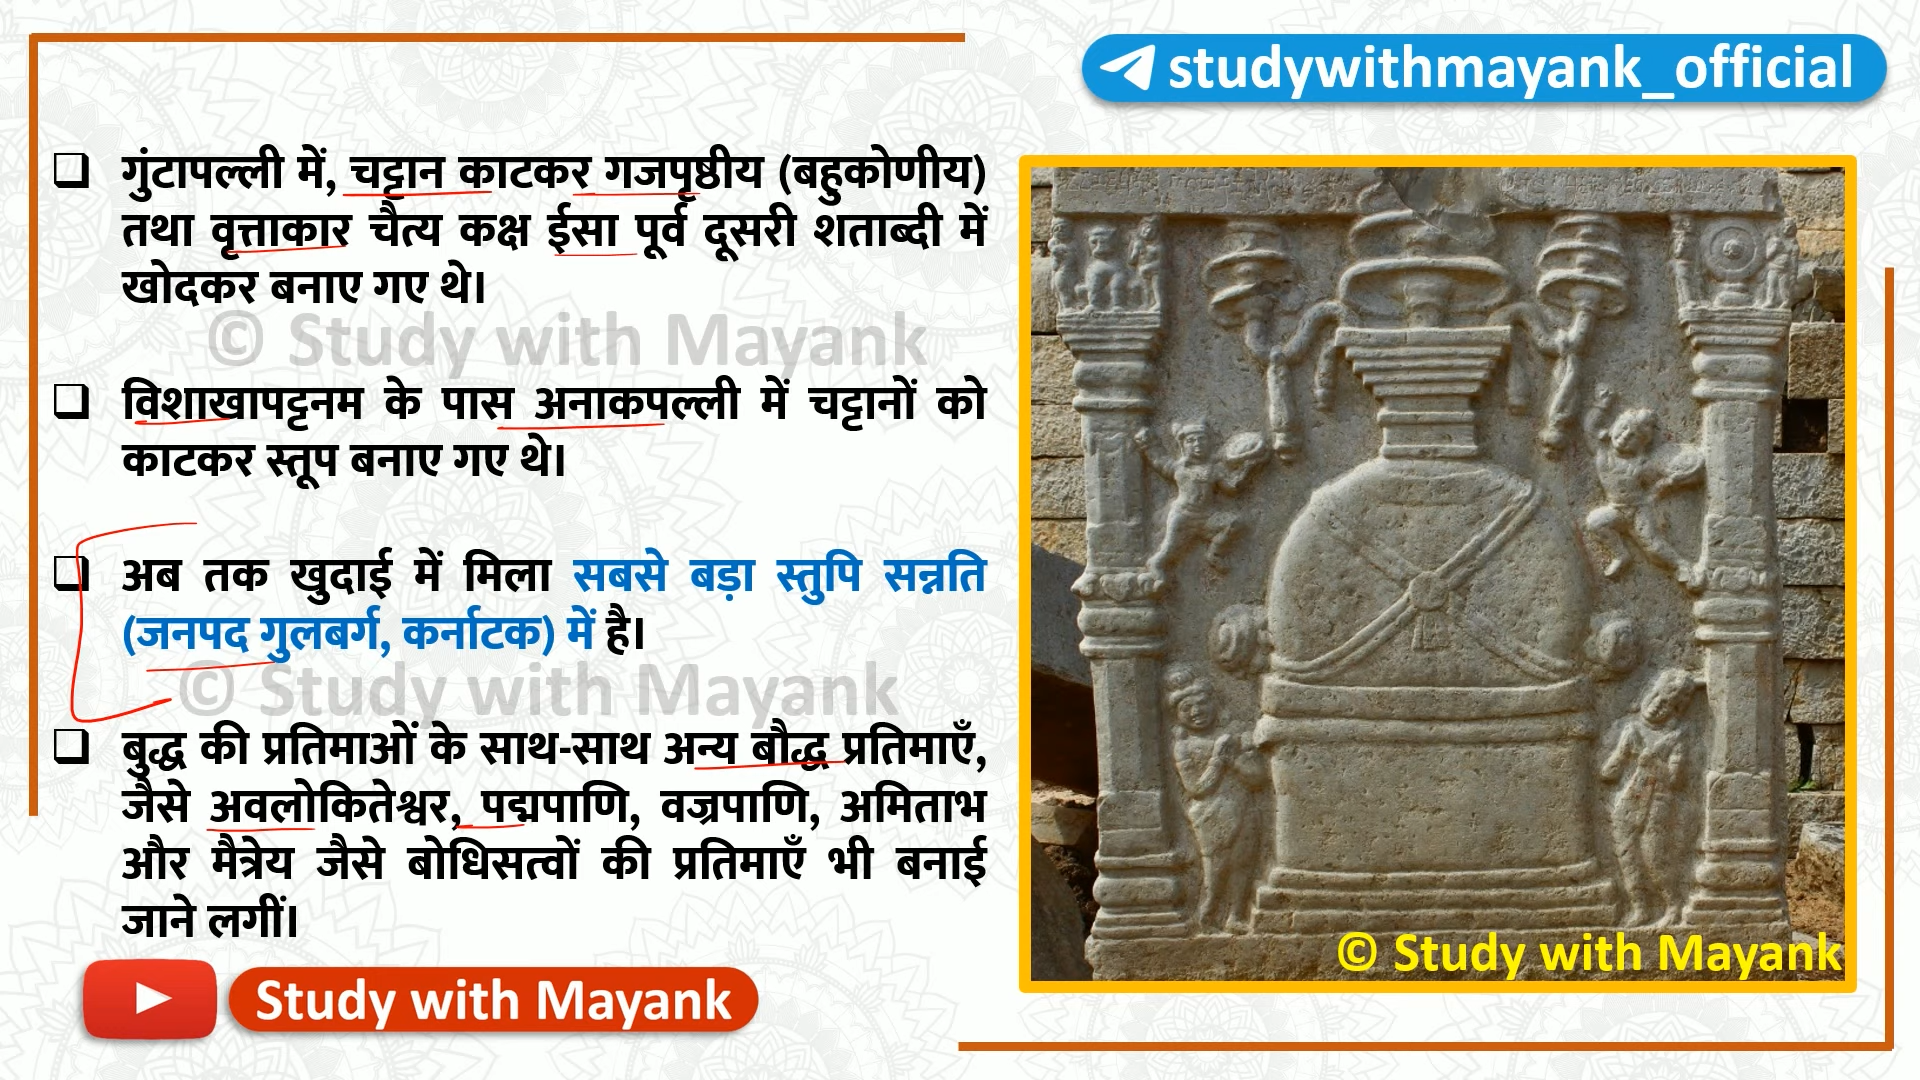 studywithmayank_official
गुंटापल्ली में, चट्टान काटकर गजपृष्ठीय (बहुकोणीय)
तथा वृत्ताकार चैत्य कक्ष ईसा पूर्व दूसरी शताब्दी में
खोदकर बनाए गए थे।
© Study with Mayank
विशाखापट्टनम के पास अनाकपल्ली में चट्टानों को
काटकर स्तूप बनाए गए थे।
अब तक खुदाई में मिला सबसे बड़ा स्तुपि सन्नति
(जनपद गुलबर्ग, कर्नाटक) में है।
© Study with Mayank
बुद्ध की प्रतिमाओं के साथ-साथ अन्य बौद्ध प्रतिमाएँ,
जैसे अवलोकितेश्वर, पद्मपाणि, वज्रपाणि, अमिताभ
और मैत्रेय जैसे बोधिसत्वों की प्रतिमाएँ भी बनाई
जाने लगीं।
© Study with Mayank
Study with Mayank